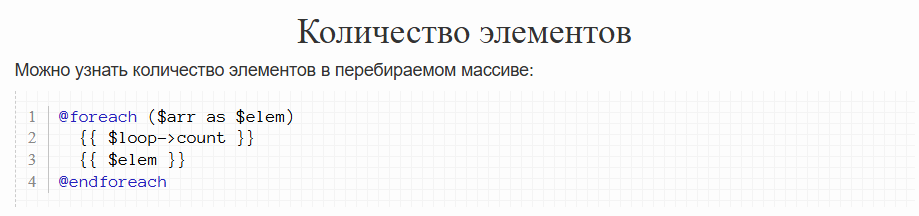 Количество элементов
Можно узнать количество элементов в перебираемом массиве:
1 @foreach ($arr as $elem)
2 {{ $loop->count }}
3 {{ $elem }}
4 @endforeach